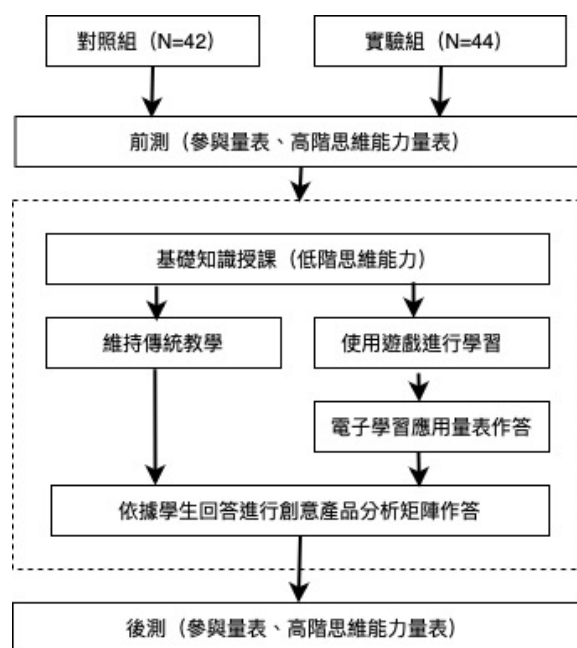 對照組（N=42）
實驗組（N=44）
前測（參與量表、高階思維能力量表）
基礎知識授課（低階思維能力）
維持傳統教學
使用遊戲進行學習
電子學習應用量表作答
依據學生回答進行創意產品分析矩陣作答
後測（參與量表、高階思維能力量表）